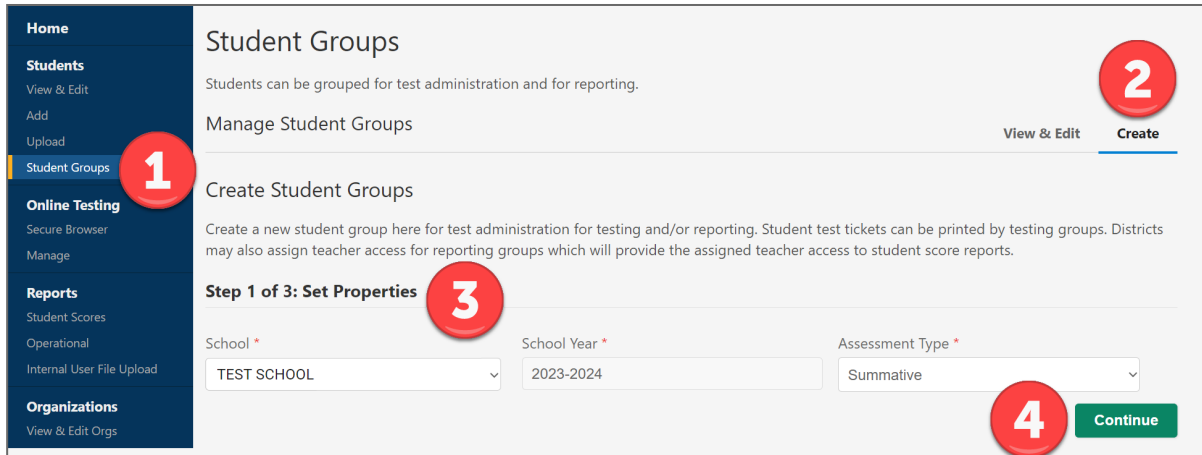 Home
Students
View & Edit
Add
Upload
Student Groups
1
Online Testing
Secure Browser
Manage
Reports
Student Scores
Operational
Internal User File Upload
Organizations
View & Edit Orgs
Student Groups
Students can be grouped for test administration and for reporting.
2
Manage Student Groups
View & Edit
Create
Create Student Groups
Create a new student group here for test administration for testing and/or reporting. Student test tickets can be printed by testing groups. Districts
may also assign teacher access for reporting groups which will provide the assigned teacher access to student score reports.
Step 1 of 3: Set Properties
3
School *
School Year *
Assessment Type *
TEST SCHOOL
2023-2024
Summative
4
Continue